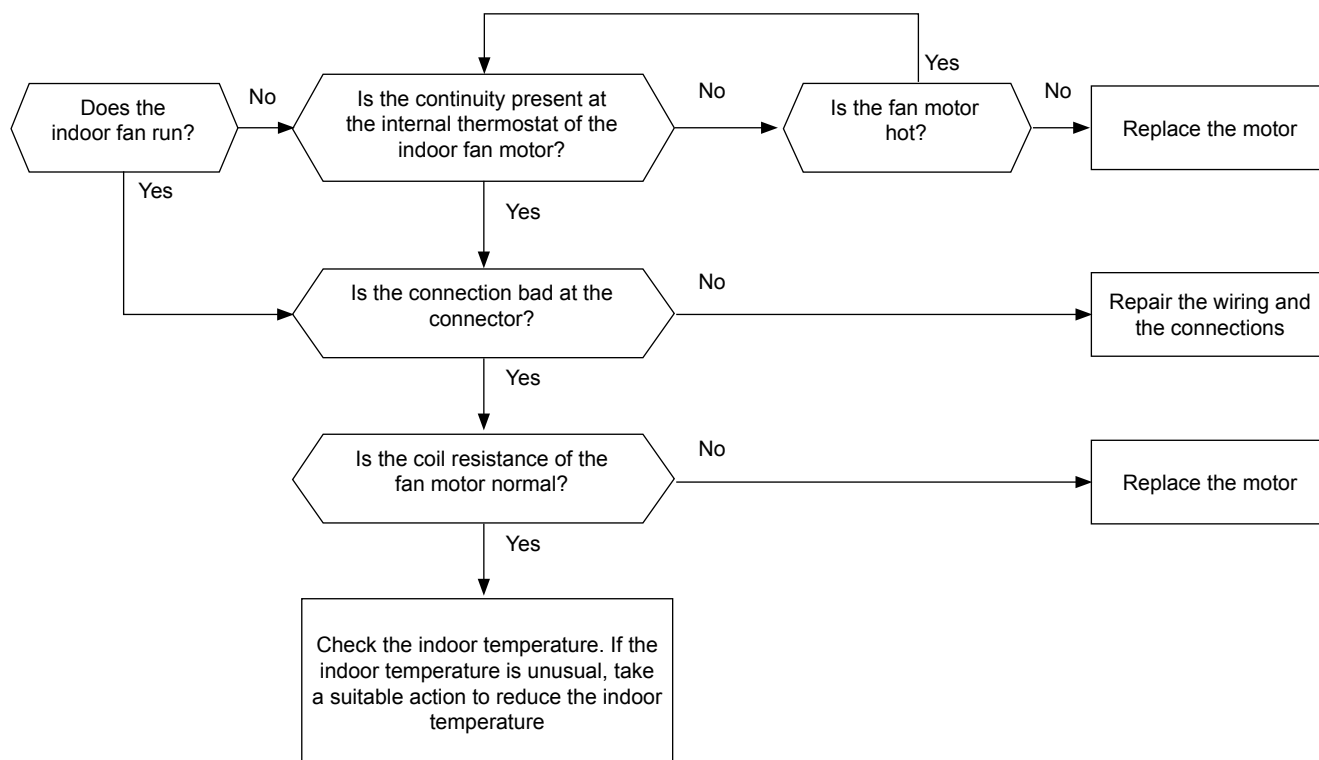 Yes
Does the
indoor fan run?
No
Is the continuity present at
the internal thermostat of the
indoor fan motor?
No
Is the fan motor
hot?
No
Replace the motor
Yes
Yes
Is the connection bad at the
connector?
No
Repair the wiring and
the connections
Yes
Is the coil resistance of the
fan motor normal?
No
Replace the motor
Yes
Check the indoor temperature. If the
indoor temperature is unusual, take
a suitable action to reduce the indoor
temperature